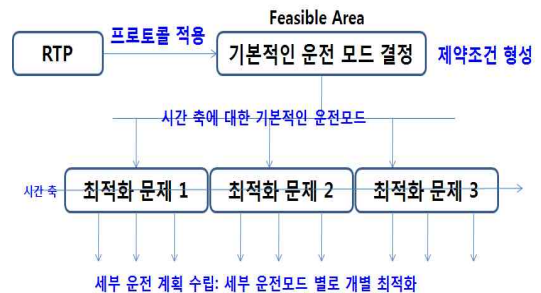 Feasible Area
RTP
프로토콜 적용
기본적인 운전 모드 결정
제약조건 형성
시간 축에 대한 기본적인 운전모드
시간 축
최적화 문제 1
최적화 문제 2
최적화 문제 3
세부 운전 계획 수립: 세부 운전모드 별로 개별 최적화